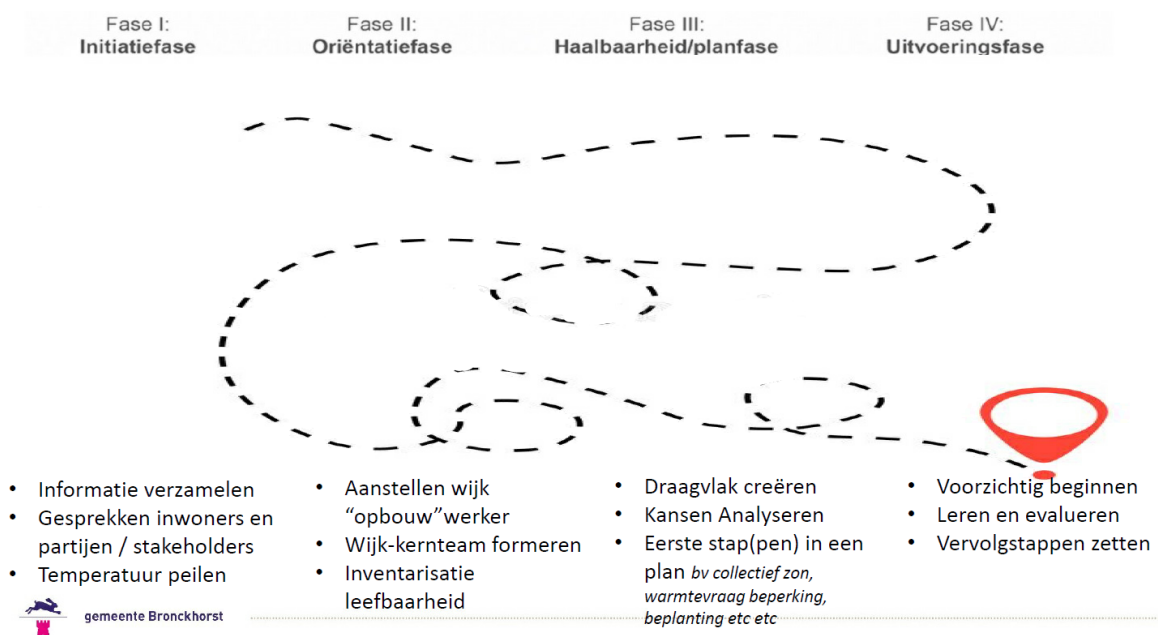 Fase I:
Initiatiefase
Fase II:
Oriëntatiefase
Fase III:
Haalbaarheid/planfase
Fase IV:
Uitvoeringsfase
• Informatie verzamelen
• Gesprekken inwoners en
partijen / stakeholders
• Temperatuur peilen
• Aanstellen wijk
“opbouw”werker
• Wijk-kernteam formeren
• Inventarisatie
leefbaarheid
• Draagvlak creëren
• Kansen Analyseren
• Eerste stap(pen) in een
plan bv collectief zon,
warmtevraag beperking,
beplanting etc etc
• Voorzichtig beginnen
• Leren en evalueren
• Vervolgstappen zetten
gemeente Bronckhorst